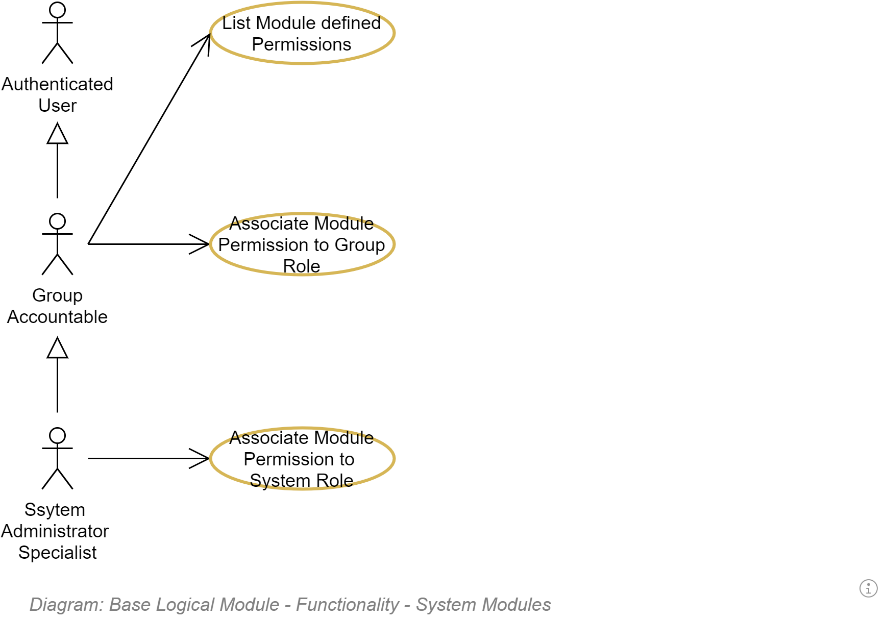 List Module defined
Permissions
Authenticated
User
Associate Module
Permission to Group
Role
Group
Accountable
Associate Module
Permission to
System Role
Ssytem
Administrator
Specialist
Diagram: Base Logical Module - Functionality - System Modules